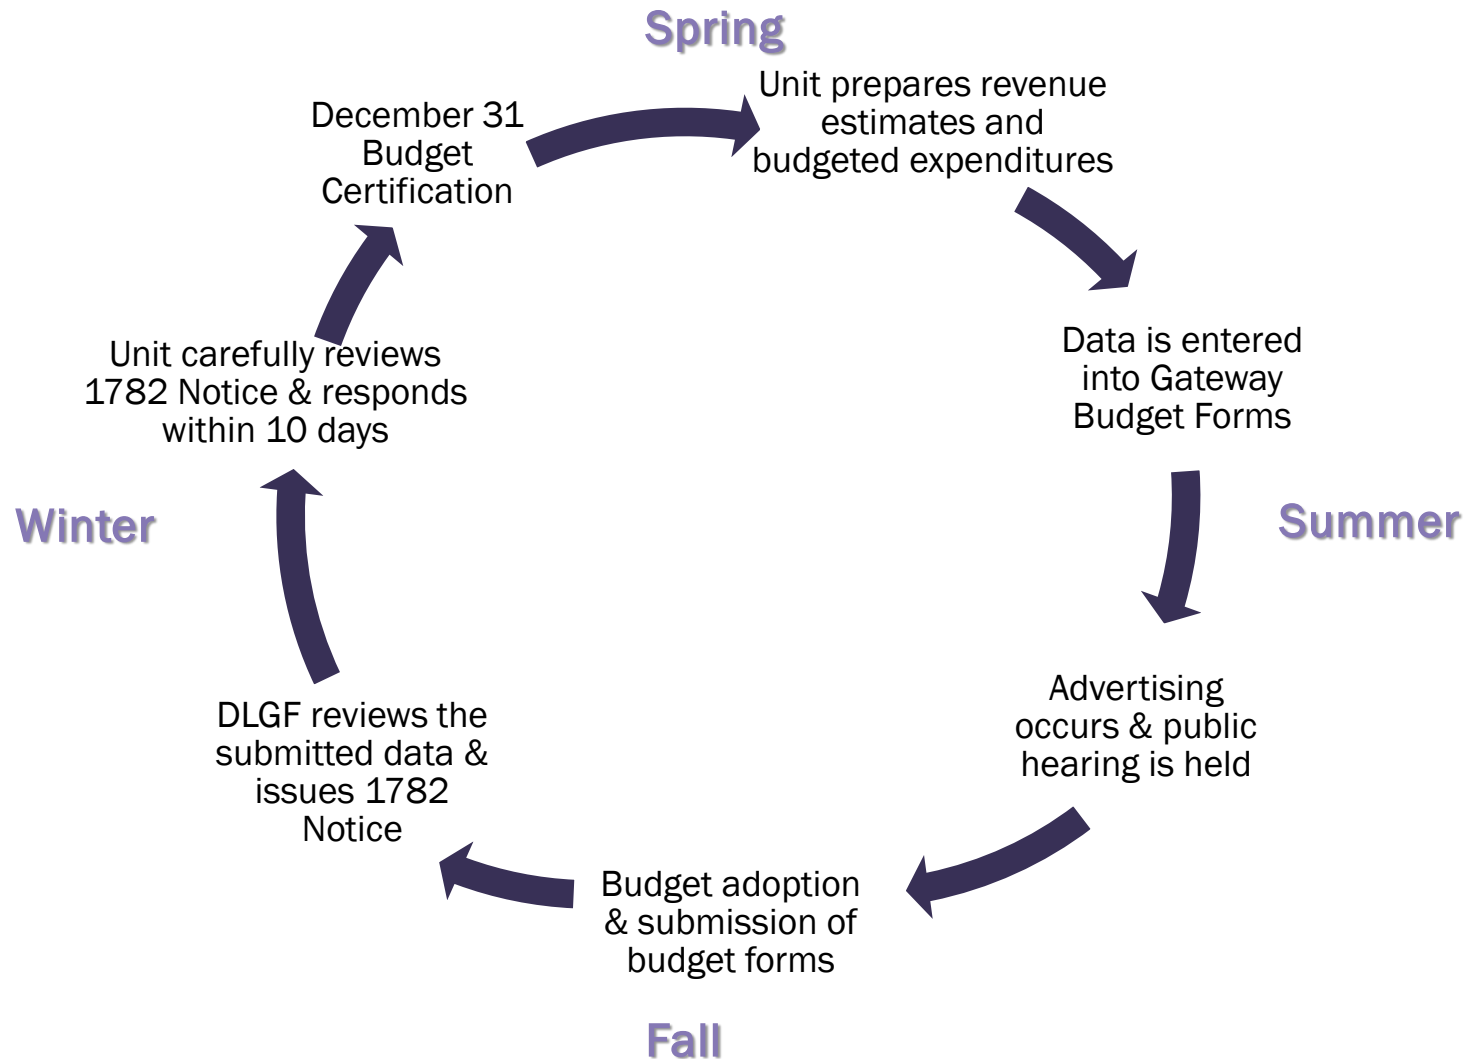 Spring
Unit prepares revenue
estimates and
budgeted expenditures
Data is entered
into Gateway
Budget Forms
Summer
Advertising
occurs & public
hearing is held
Budget adoption
& submission of
budget forms
Fall
DLGF reviews the
submitted data &
issues 1782
Notice
Winter
Unit carefully reviews
1782 Notice & responds
within 10 days
December 31
Budget
Certification